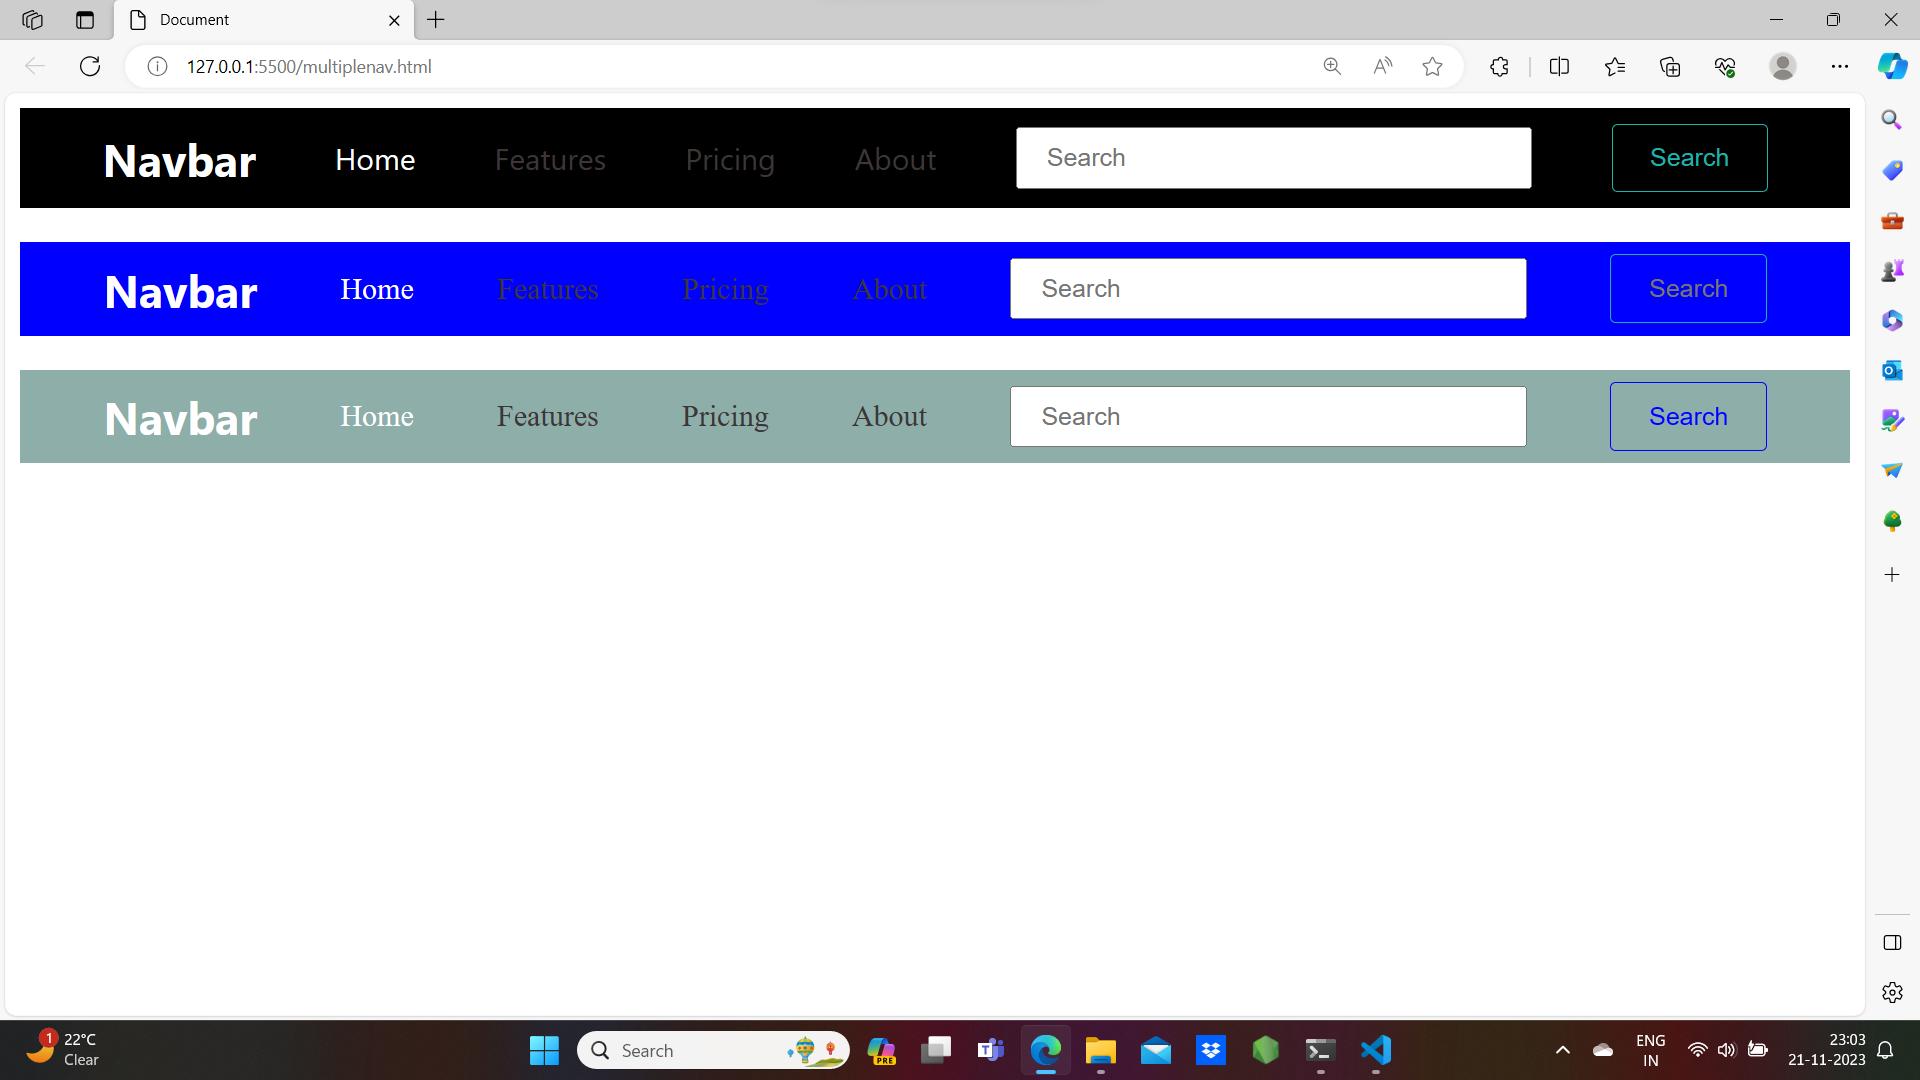 Document
127.0.0.1:5500/multiplenav.html
Navbar Home Features Pricing About Search Search
Navbar Home Features Pricing About Search Search
Navbar Home Features Pricing About Search Search
1 22°C
Clear
Search
PRE
ENG
IN
23:03
21-11-2023